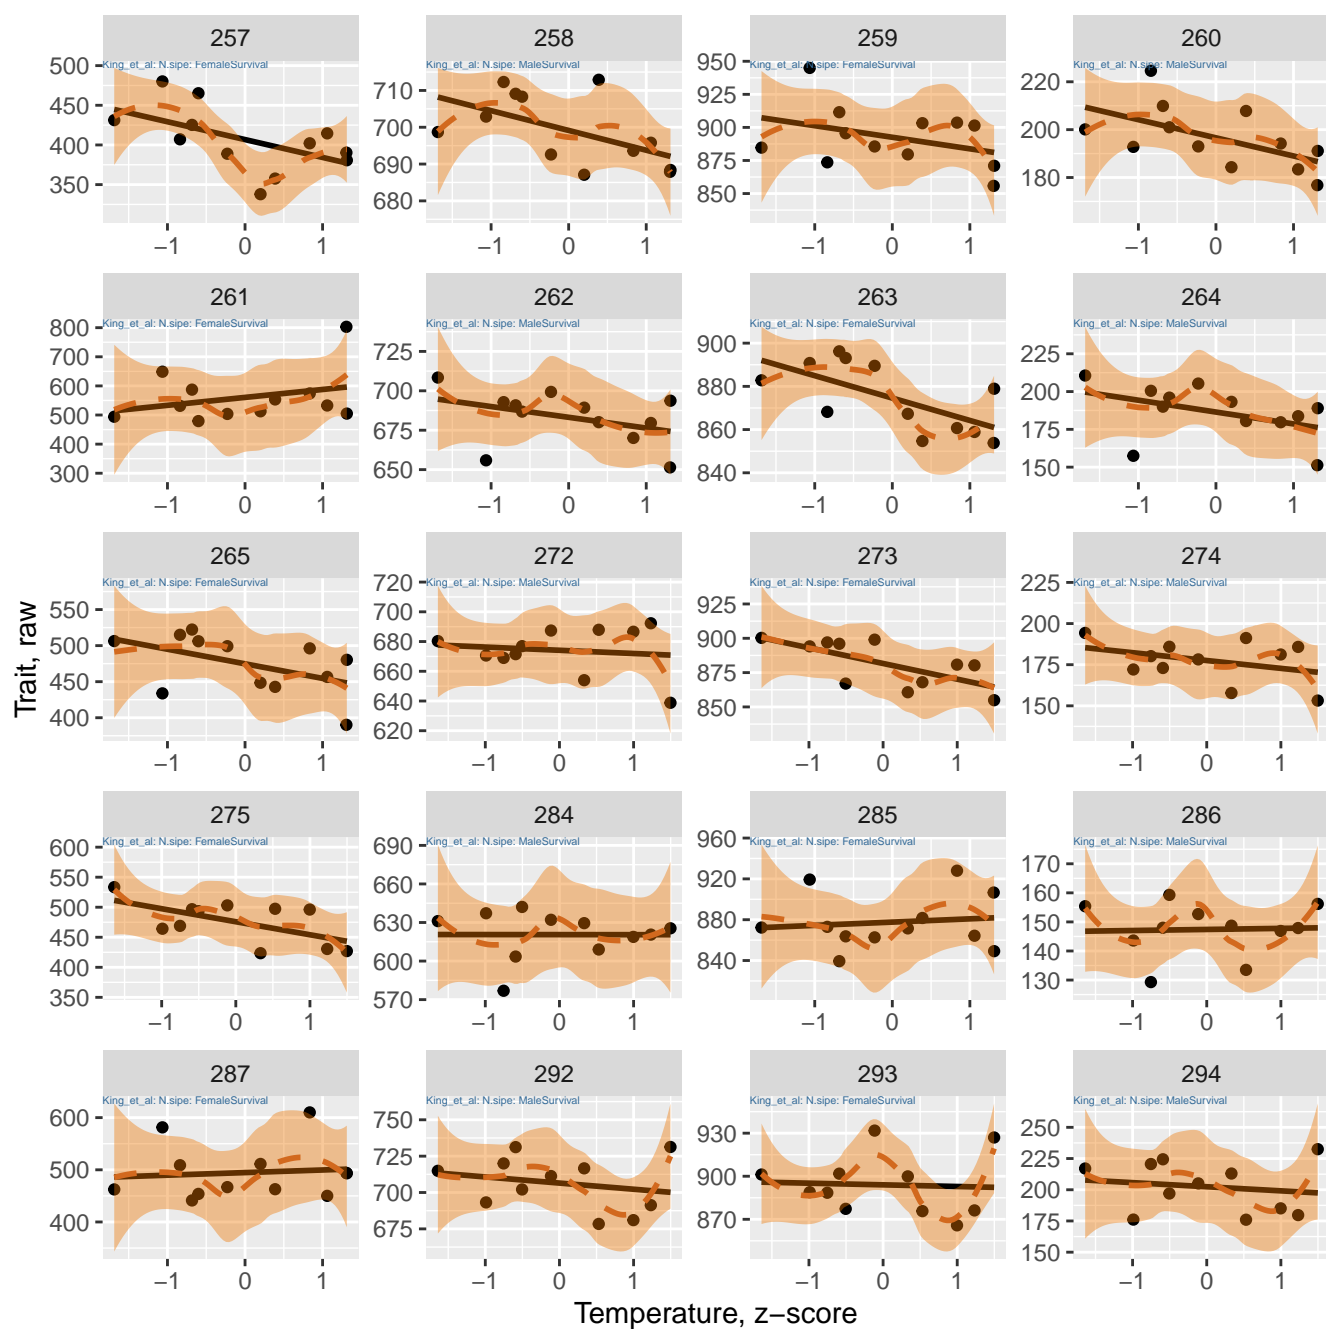 257 258 259 260
King_et_al: N.sipe: FemaleSurvival King_et_al: N.sipe: MaleSurvival King_et_al: N.sipe: FemaleSurvival King_et_al: N.sipe: MaleSurvival
500 450 400 350
710 700 690 680
950 925 900 875 850
220 200 180
−1 0 1 −1 0 1 −1 0 1 −1 0 1
261 262 263 264
King_et_al: N.sipe: FemaleSurvival King_et_al: N.sipe: MaleSurvival King_et_al: N.sipe: FemaleSurvival King_et_al: N.sipe: MaleSurvival
800 700 600 500 400 300
725 700 675 650
900 880 860 840
225 200 175 150
−1 0 1 −1 0 1 −1 0 1 −1 0 1
265 272 273 274
King_et_al: N.sipe: FemaleSurvival King_et_al: N.sipe: MaleSurvival King_et_al: N.sipe: FemaleSurvival King_et_al: N.sipe: MaleSurvival
550 500 450 400
720 700 680 660 640 620
925 900 875 850
225 200 175 150
−1 0 1 −1 0 1 −1 0 1 −1 0 1
Trait, raw
275 284 285 286
King_et_al: N.sipe: FemaleSurvival King_et_al: N.sipe: MaleSurvival King_et_al: N.sipe: FemaleSurvival King_et_al: N.sipe: MaleSurvival
600 550 500 450 400 350
690 660 630 600 570
960 920 880 840
170 160 150 140 130
−1 0 1 −1 0 1 −1 0 1 −1 0 1
287 292 293 294
King_et_al: N.sipe: FemaleSurvival King_et_al: N.sipe: MaleSurvival King_et_al: N.sipe: FemaleSurvival King_et_al: N.sipe: MaleSurvival
600 500 400
750 725 700 675
930 900 870
250 225 200 175 150
−1 0 1 −1 0 1 −1 0 1 −1 0 1
Temperature, z−score